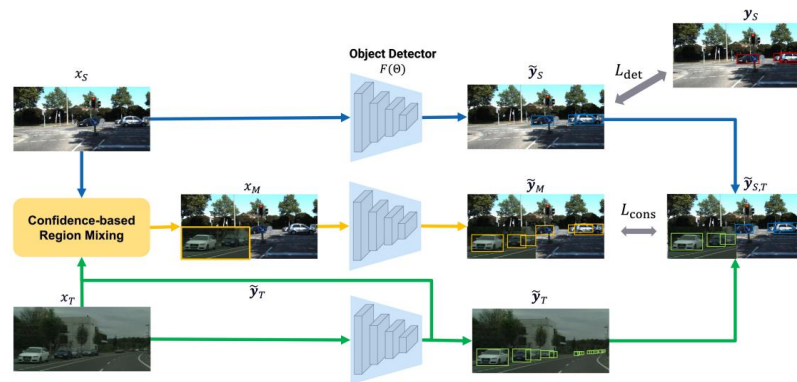 y_S
Object Detector
F(Θ)
x_S
ỹ_S
L_det
x_M
ỹ_M
ỹ_{S,T}
Confidence-based
Region Mixing
L_cons
x_T
ỹ_T
ỹ_T